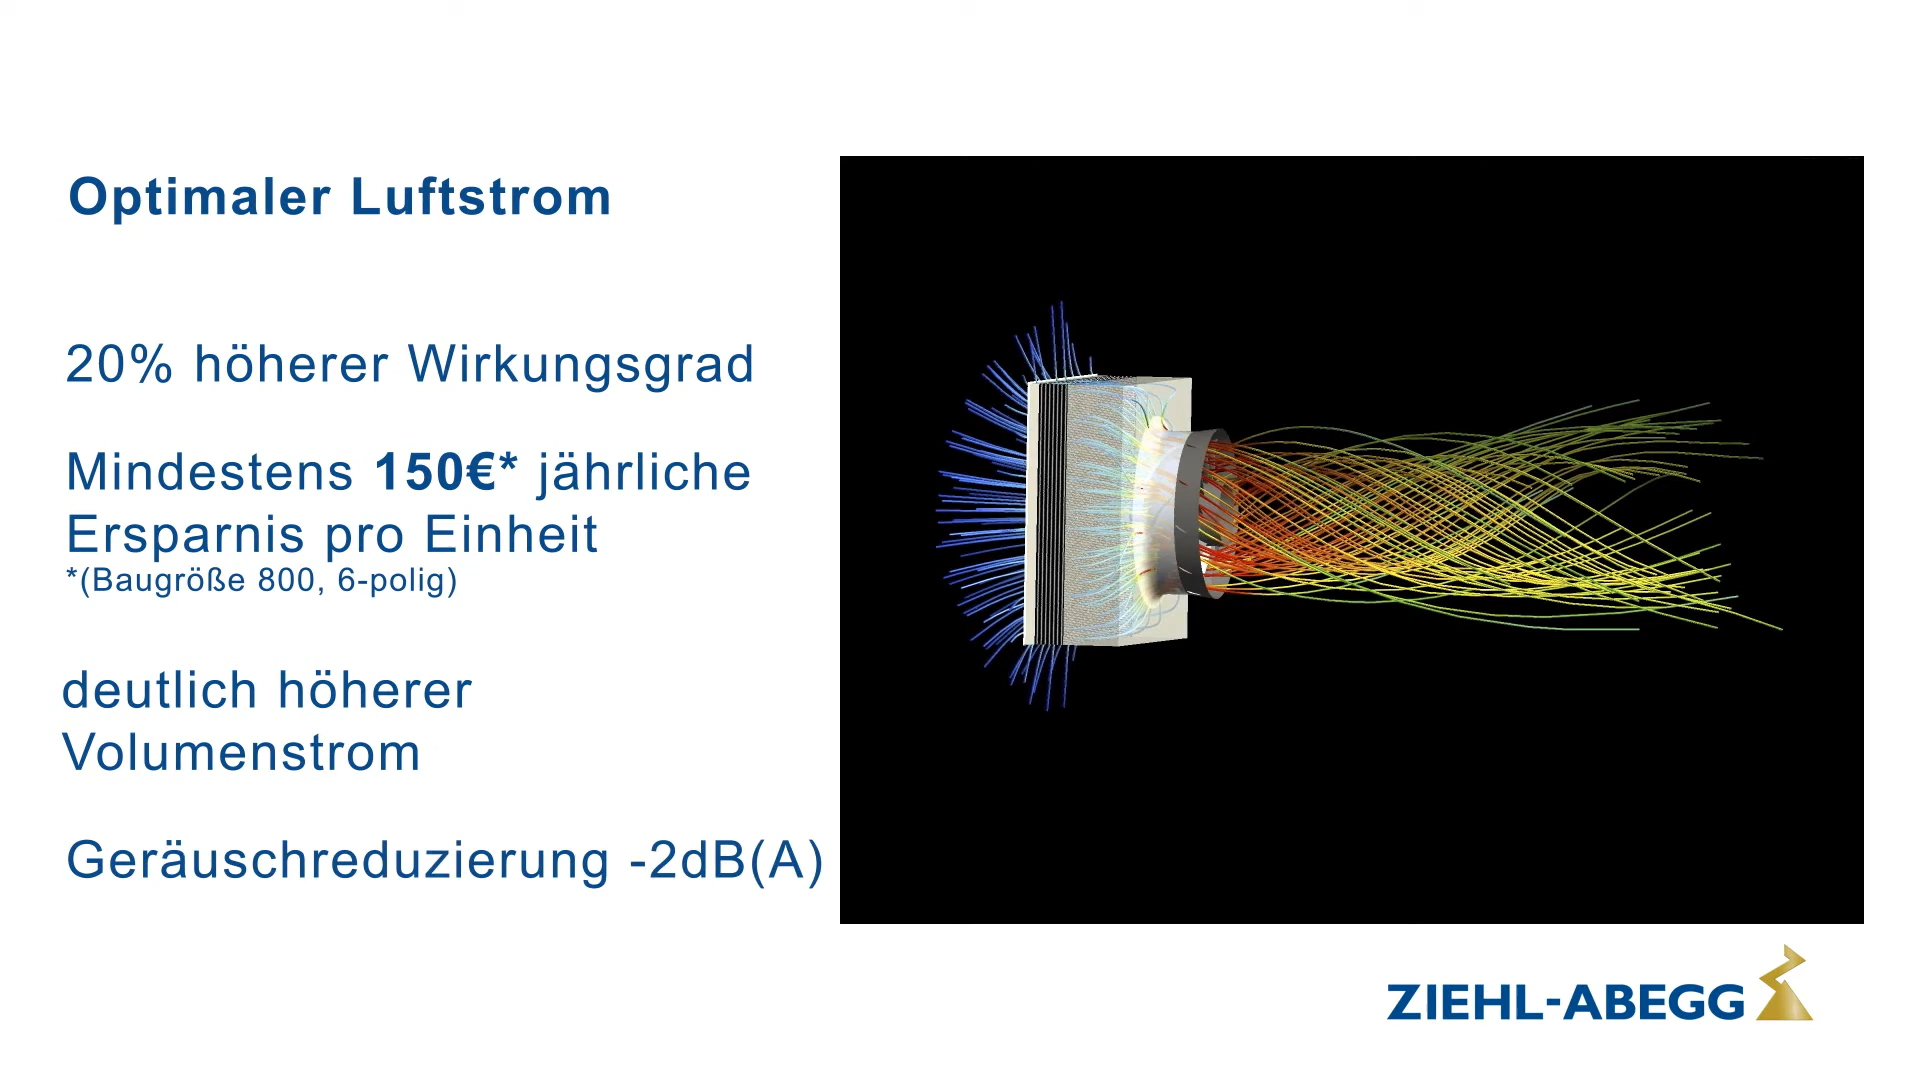 Optimaler Luftstrom
20% höherer Wirkungsgrad
Mindestens 150€* jährliche
Ersparnis pro Einheit
*(Baugröße 800, 6-polig)
deutlich höherer
Volumenstrom
Geräuschreduzierung -2dB(A)
ZIEHL-ABEGG